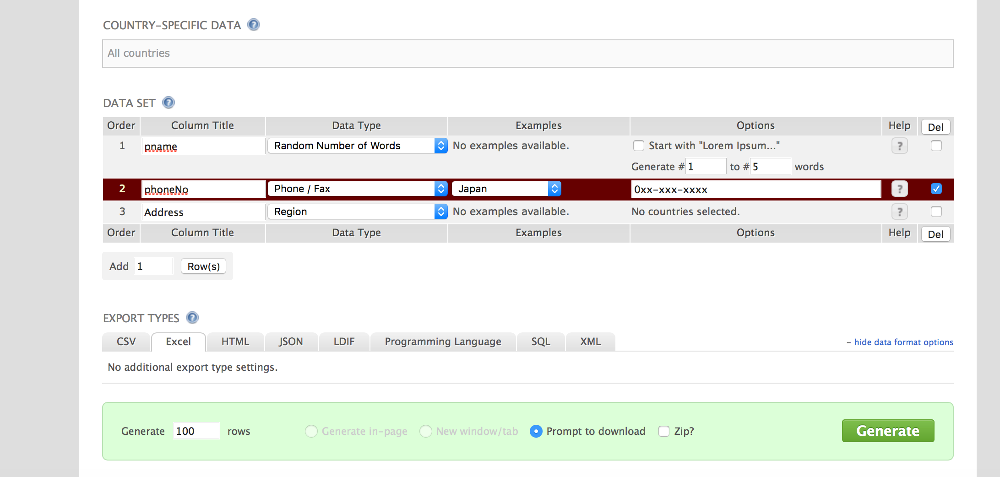 COUNTRY-SPECIFIC DATA ?
All countries
DATA SET ?
Order Column Title Data Type Examples Options Help Del
1 pname Random Number of Words No examples available. Start with "Lorem Ipsum..." ?
Generate # 1 to # 5 words
2 phoneNo Phone / Fax Japan 0xx-xxx-xxxx ?
3 Address Region No examples available. No countries selected. ?
Order Column Title Data Type Examples Options Help Del
Add 1 Row(s)
EXPORT TYPES ?
CSV Excel HTML JSON LDIF Programming Language SQL XML – hide data format options
No additional export type settings.
Generate 100 rows Generate in-page New window/tab Prompt to download Zip? Generate